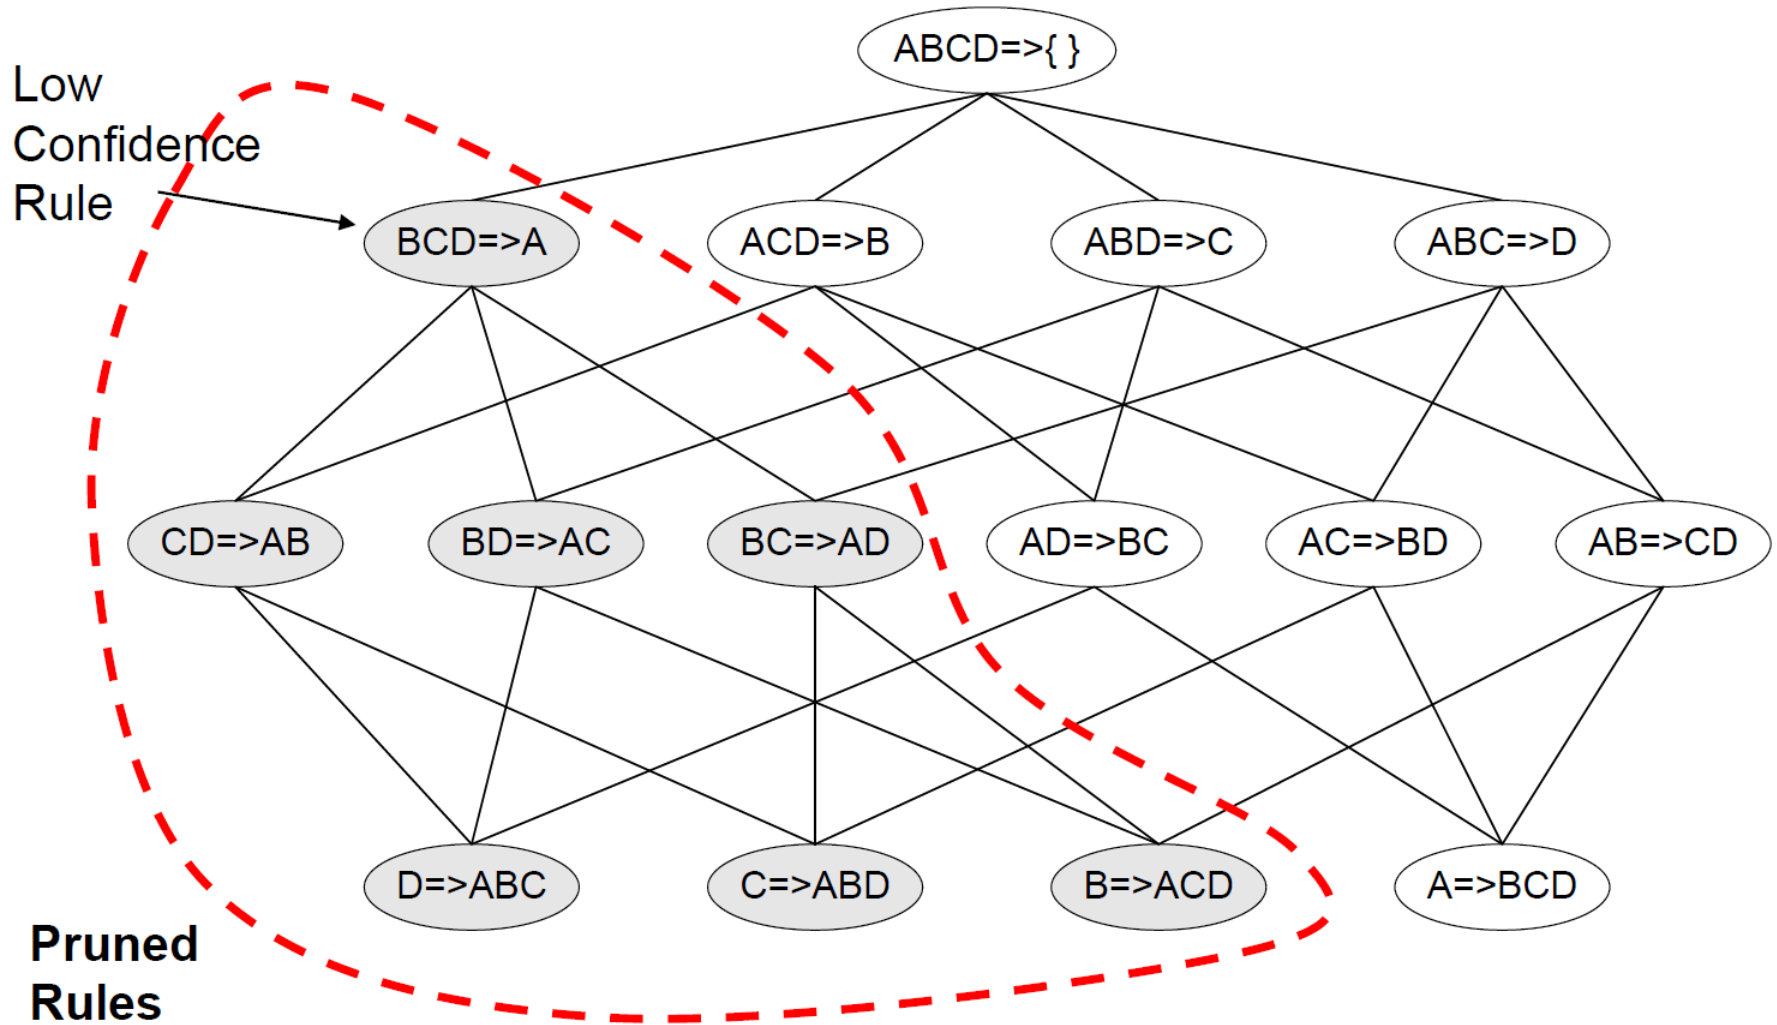 ABCD=>{ }
Low
Confidence
Rule
BCD=>A
ACD=>B
ABD=>C
ABC=>D
CD=>AB
BD=>AC
BC=>AD
AD=>BC
AC=>BD
AB=>CD
D=>ABC
C=>ABD
B=>ACD
A=>BCD
Pruned
Rules